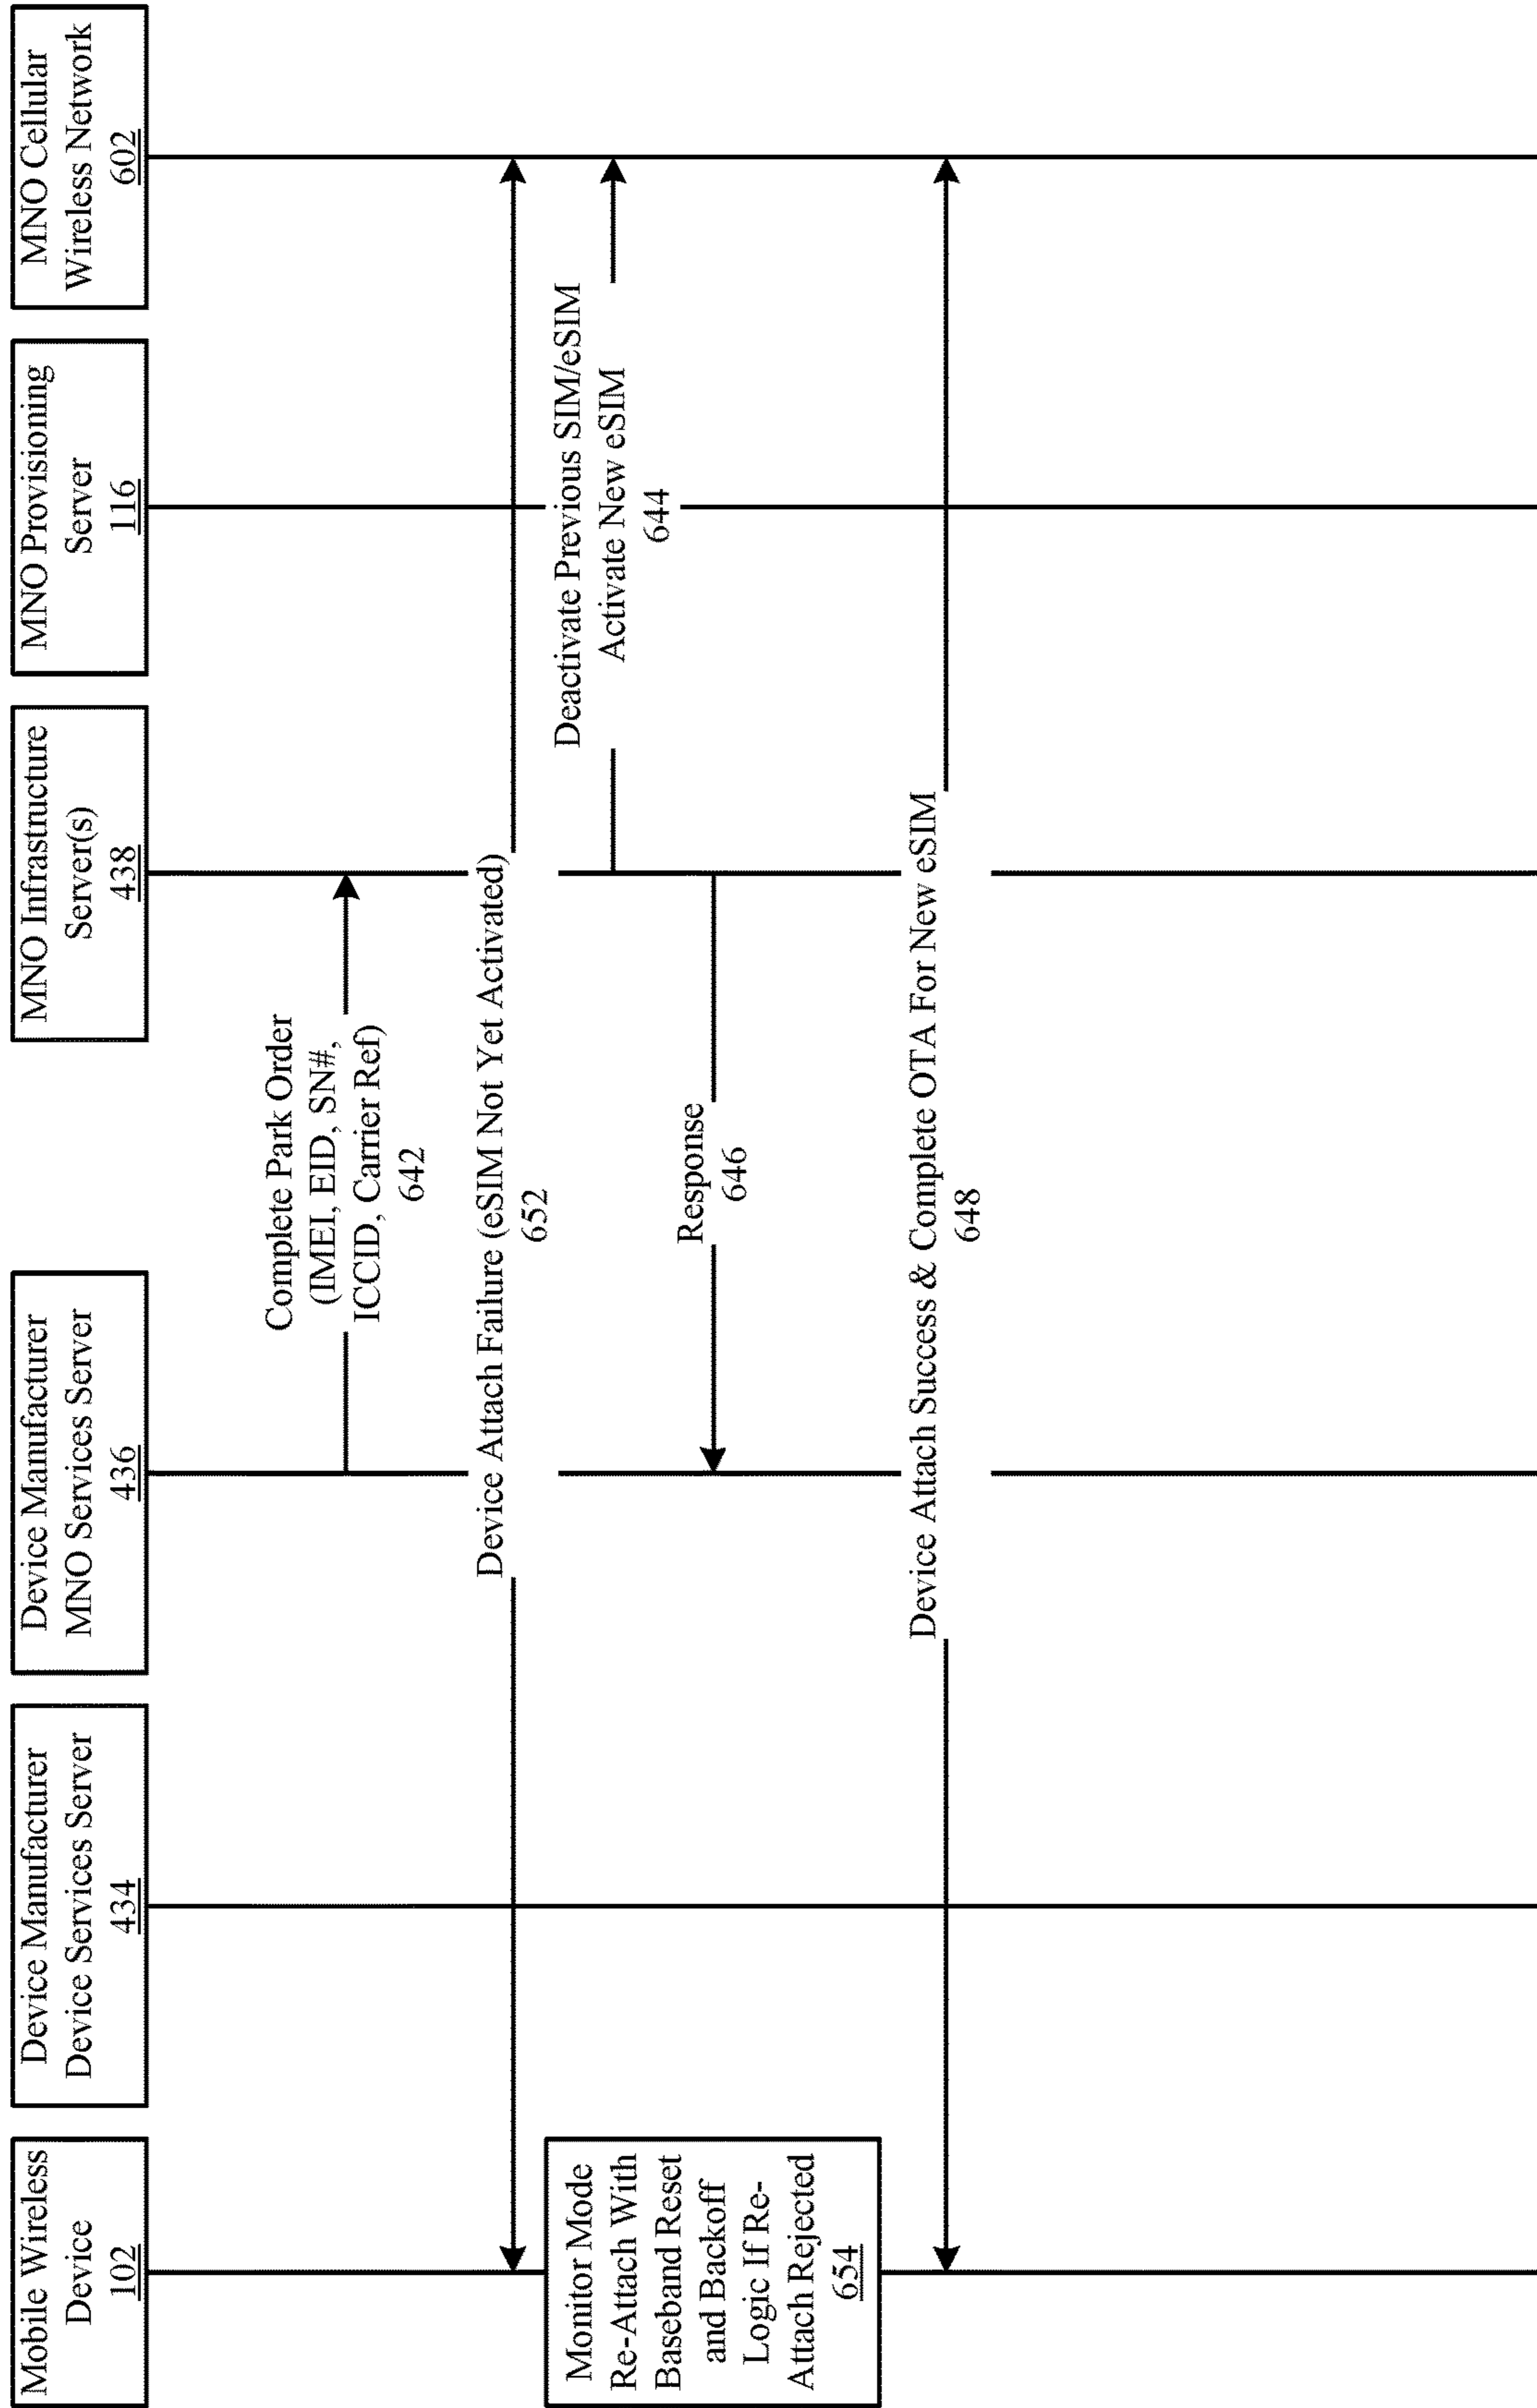 Mobile Wireless
Device
102
Device Manufacturer
Device Services Server
434
Device Manufacturer
MNO Services Server
436
MNO Infrastructure
Server(s)
438
MNO Provisioning
Server
116
MNO Cellular
Wireless Network
602
Complete Park Order
(IMEI, EID, SN#,
ICCID, Carrier Ref)
642
Device Attach Failure (eSIM Not Yet Activated)
652
Deactivate Previous SIM/eSIM
Activate New eSIM
644
Monitor Mode
Re-Attach With
Baseband Reset
and Backoff
Logic If Re-
Attach Rejected
654
Response
646
Device Attach Success & Complete OTA For New eSIM
648